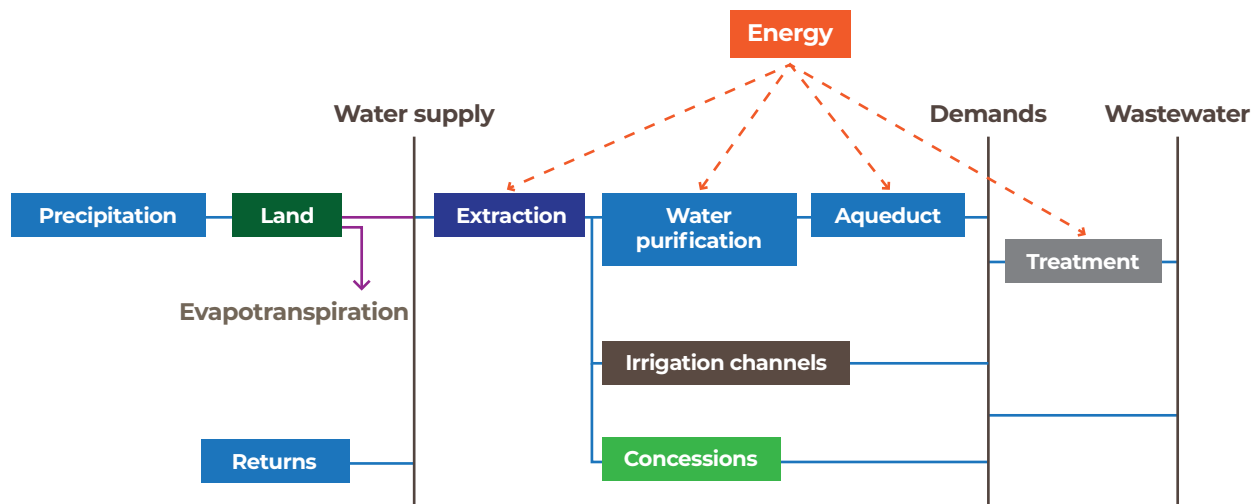 Energy
Water supply
Demands
Wastewater
Precipitation
Land
Extraction
Water
purification
Aqueduct
Treatment
Evapotranspiration
Irrigation channels
Returns
Concessions